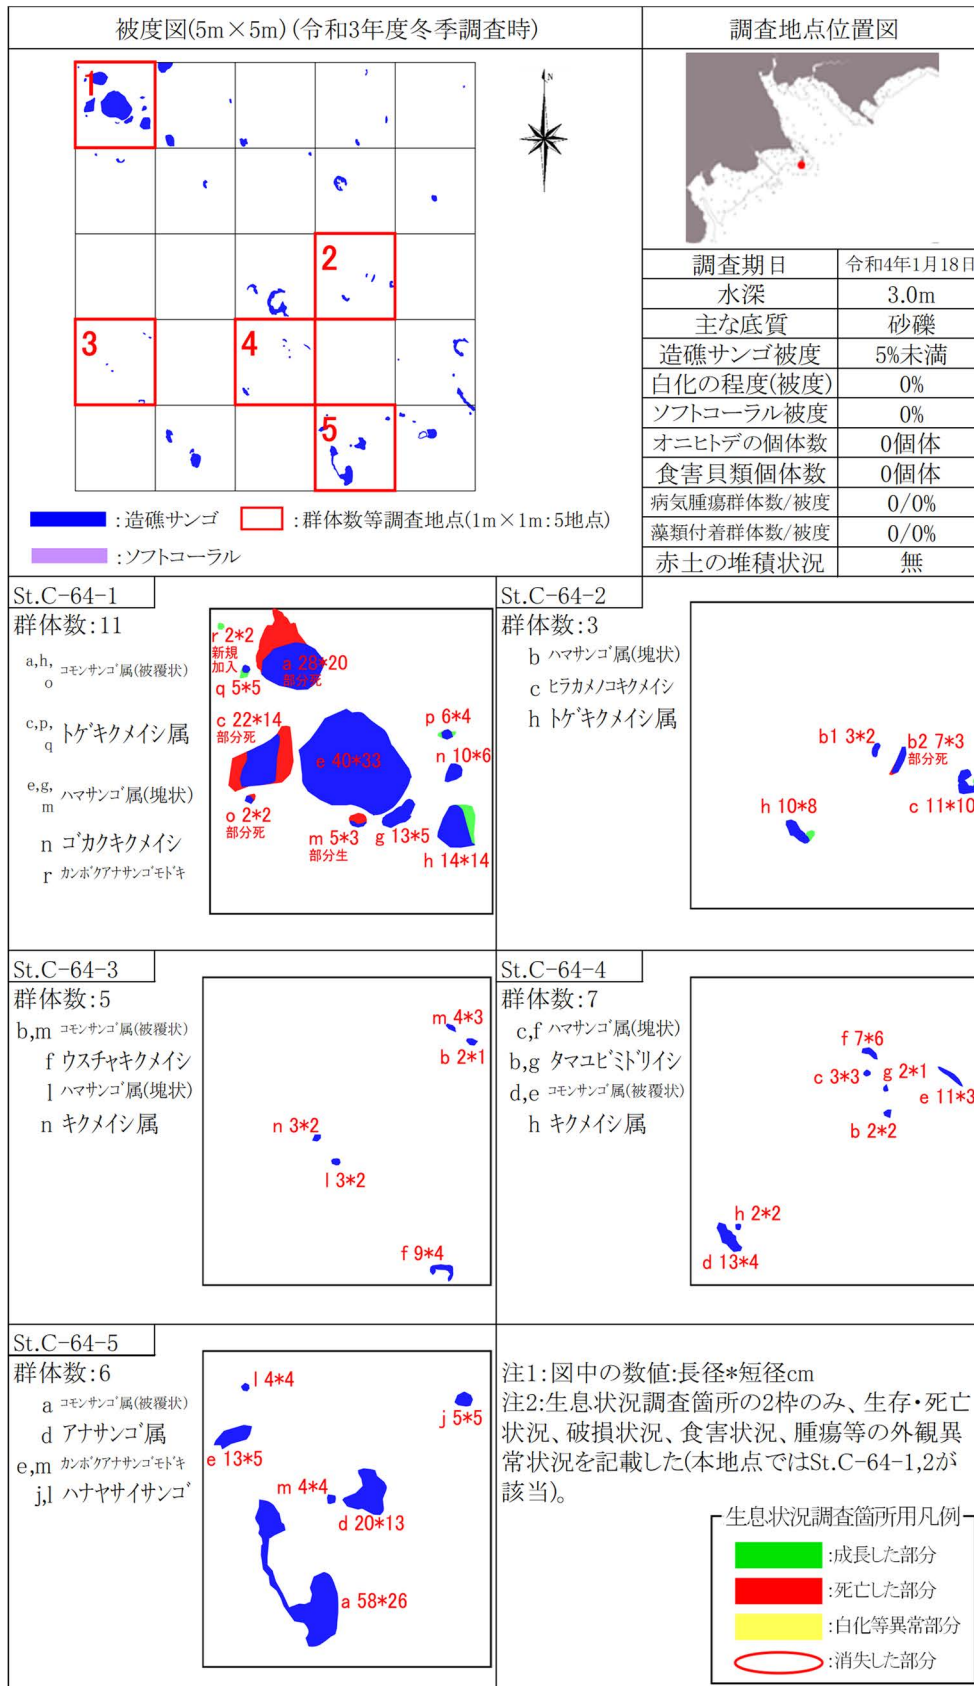 被度図(5m×5m) (令和3年度冬季調査時)
調査地点位置図
N
1
2
3
4
5
:造礁サンゴ
:群体数等調査地点(1m×1m:5地点)
:ソフトコーラル
調査期日 令和4年1月18日
水深 3.0m
主な底質 砂礫
造礁サンゴ被度 5%未満
白化の程度(被度) 0%
ソフトコーラル被度 0%
オニヒトデの個体数 0個体
食害貝類個体数 0個体
病気腫瘍群体数/被度 0/0%
藻類付着群体数/被度 0/0%
赤土の堆積状況 無
St.C-64-1
群体数:11
a,h,o コモンサンゴ属(被覆状)
c,p,q トゲキクメイシ属
e,g,m ハマサンゴ属(塊状)
n ゴカクキクメイシ
r カンボクアナサンゴモドキ
r 2*2
新規
加入
a 28*20
部分死
q 5*5
c 22*14
部分死
p 6*4
e 40*33
n 10*6
o 2*2
部分死
m 5*3
部分生
g 13*5
h 14*14
St.C-64-2
群体数:3
b ハマサンゴ属(塊状)
c ヒラカメノコキクメイシ
h トゲキクメイシ属
b1 3*2
b2 7*3
部分死
h 10*8
c 11*10
St.C-64-3
群体数:5
b,m コモンサンゴ属(被覆状)
f ウスチャキクメイシ
l ハマサンゴ属(塊状)
n キクメイシ属
m 4*3
b 2*1
n 3*2
l 3*2
f 9*4
St.C-64-4
群体数:7
c,f ハマサンゴ属(塊状)
b,g タマユビミドリイシ
d,e コモンサンゴ属(被覆状)
h キクメイシ属
f 7*6
c 3*3
g 2*1
e 11*3
b 2*2
h 2*2
d 13*4
St.C-64-5
群体数:6
a コモンサンゴ属(被覆状)
d アナサンゴ属
e,m カンボクアナサンゴモドキ
j,l ハナヤサイサンゴ
l 4*4
j 5*5
e 13*5
m 4*4
d 20*13
a 58*26
注1:図中の数値:長径*短径cm
注2:生息状況調査箇所の2枠のみ、生存・死亡
状況、破損状況、食害状況、腫瘍等の外観異
常状況を記載した(本地点ではSt.C-64-1,2が
該当)。
生息状況調査箇所用凡例
:成長した部分
:死亡した部分
:白化等異常部分
:消失した部分